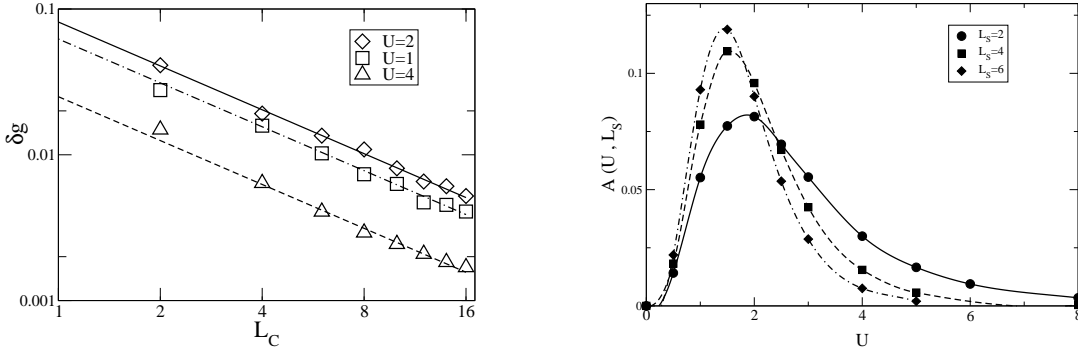 0.1
0.01
0.001
δg
1 2 4 8 16
L_C
U=2
U=1
U=4
0.1
0.05
0
A (U , L_S)
0 2 4 6 8
U
L_S=2
L_S=4
L_S=6